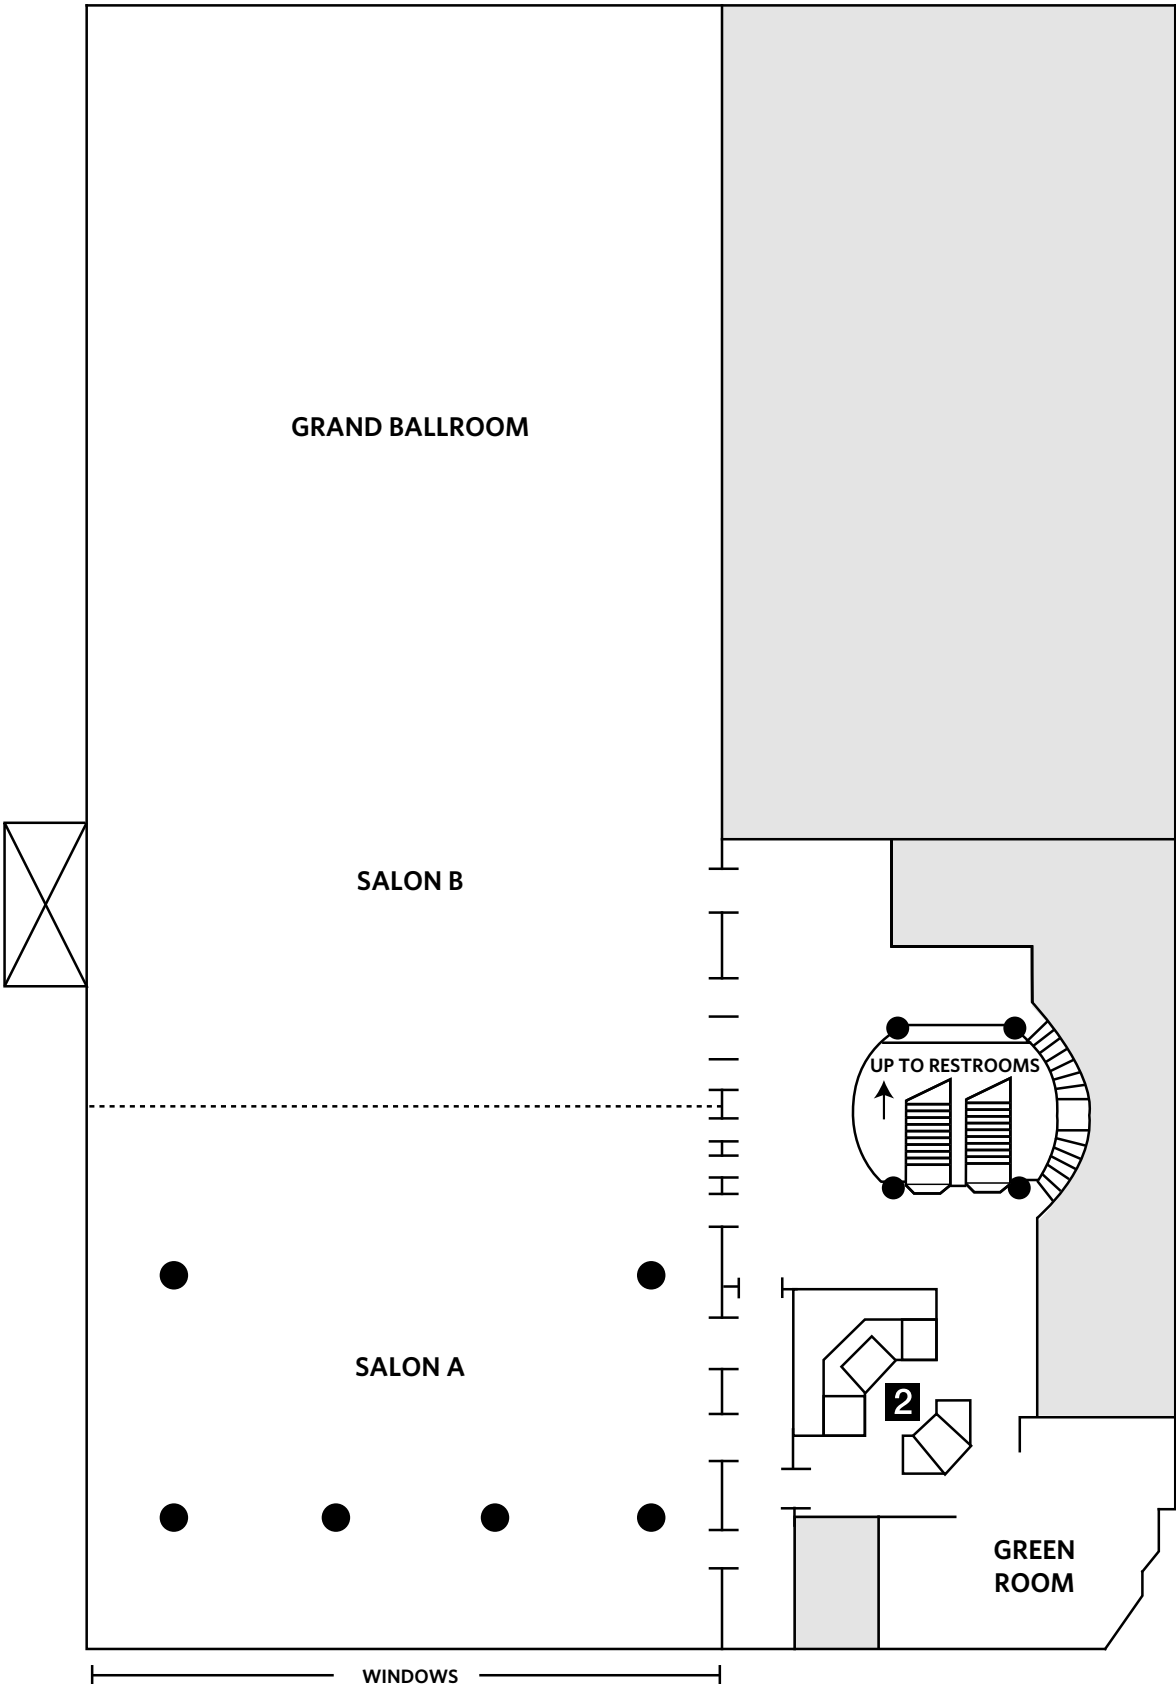 GRAND BALLROOM
SALON B
UP TO RESTROOMS
SALON A
2
GREEN
ROOM
WINDOWS